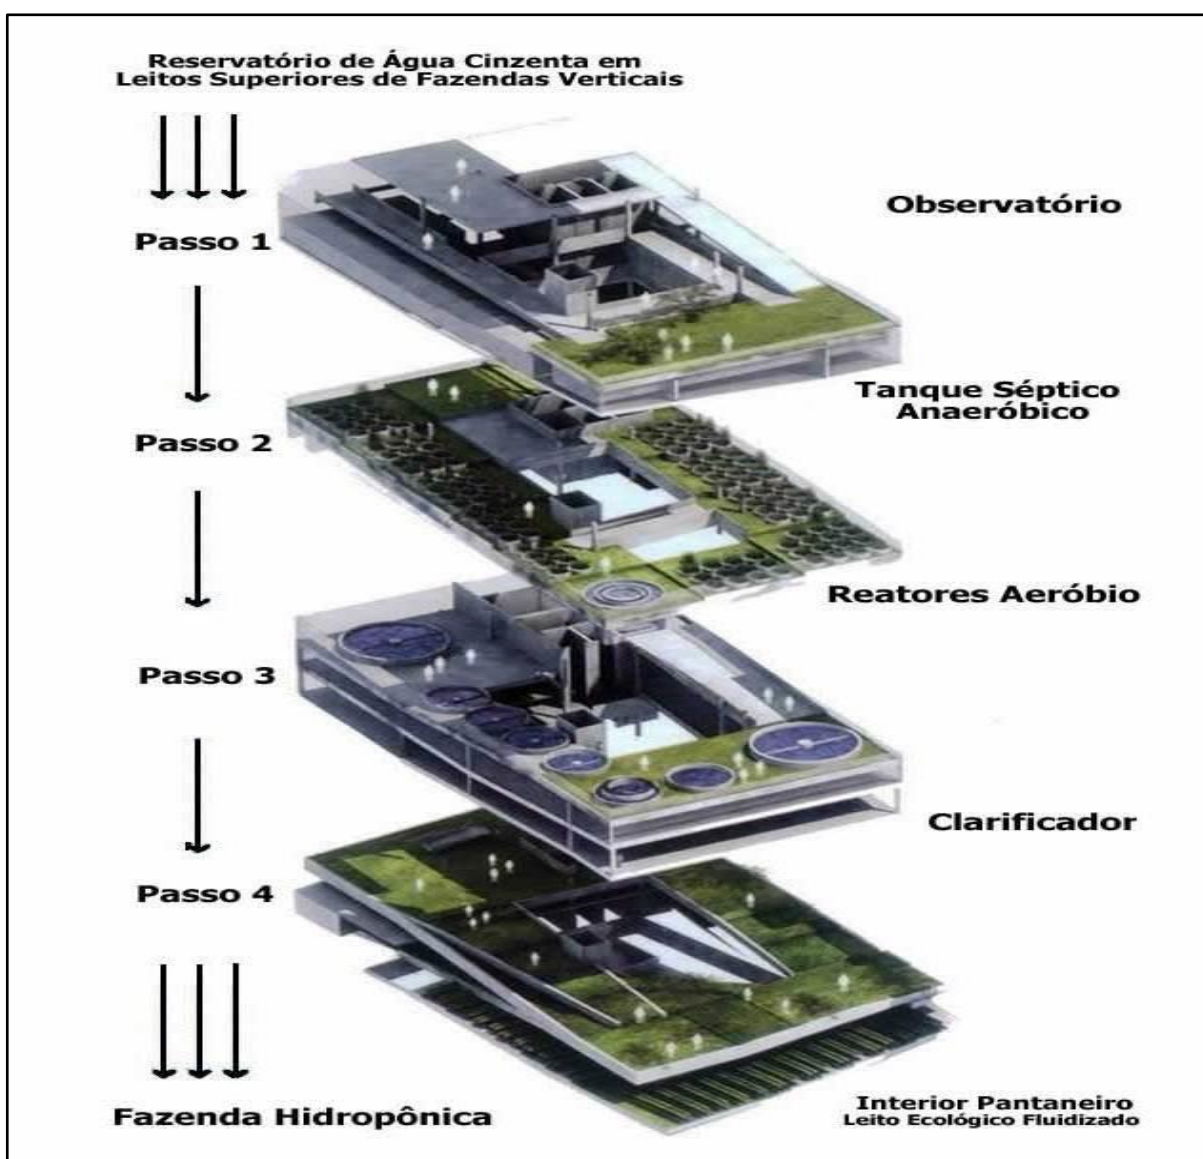 Reservatório de Água Cinzenta em
Leitos Superiores de Fazendas Verticais
Observatório
Passo 1
Tanque Séptico
Anaeróbico
Passo 2
Reatores Aeróbio
Passo 3
Clarificador
Passo 4
Fazenda Hidropônica
Interior Pantaneiro
Leito Ecológico Fluidizado